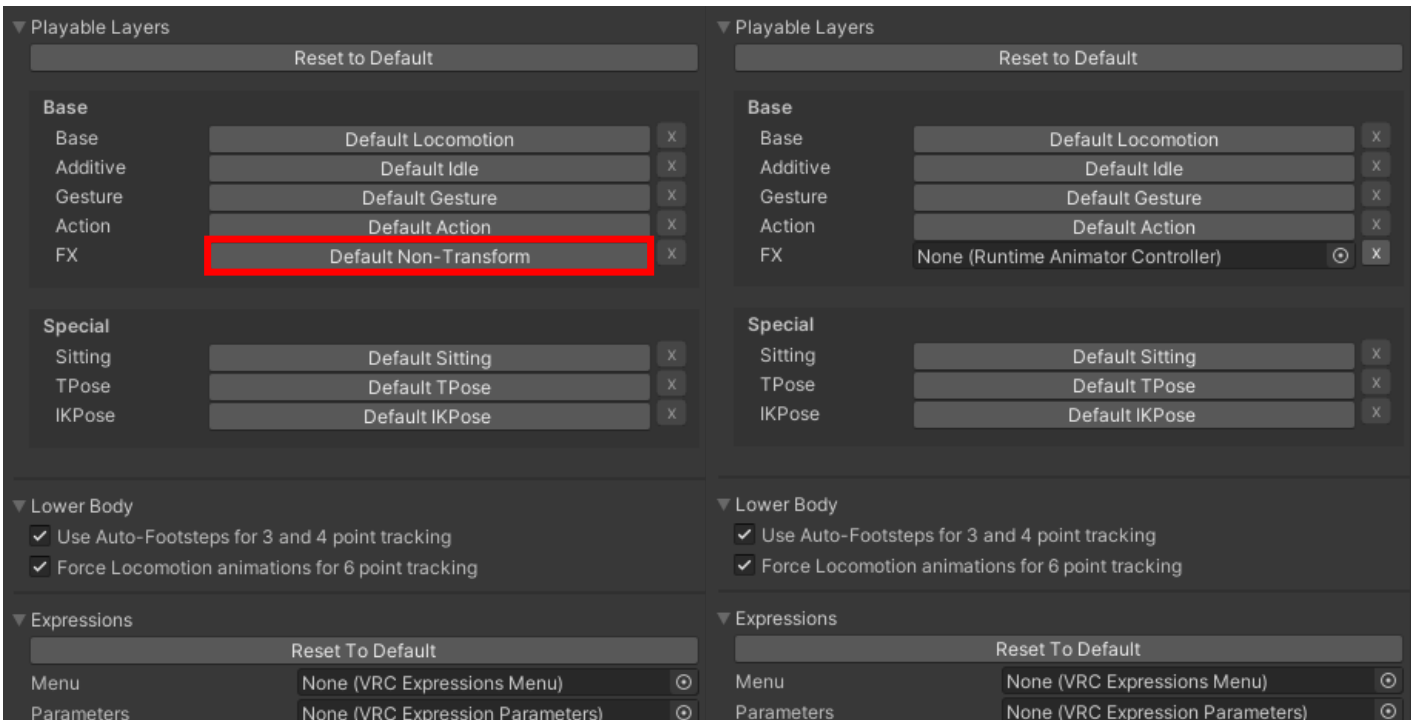 Playable Layers
Reset to Default
Base
Base Default Locomotion X
Additive Default Idle X
Gesture Default Gesture X
Action Default Action X
FX Default Non-Transform X
Special
Sitting Default Sitting X
TPose Default TPose X
IKPose Default IKPose X
Lower Body
Use Auto-Footsteps for 3 and 4 point tracking
Force Locomotion animations for 6 point tracking
Expressions
Reset To Default
Menu None (VRC Expressions Menu)
Parameters None (VRC Expression Parameters)
Playable Layers
Reset to Default
Base
Base Default Locomotion X
Additive Default Idle X
Gesture Default Gesture X
Action Default Action X
FX None (Runtime Animator Controller) X
Special
Sitting Default Sitting X
TPose Default TPose X
IKPose Default IKPose X
Lower Body
Use Auto-Footsteps for 3 and 4 point tracking
Force Locomotion animations for 6 point tracking
Expressions
Reset To Default
Menu None (VRC Expressions Menu)
Parameters None (VRC Expression Parameters)